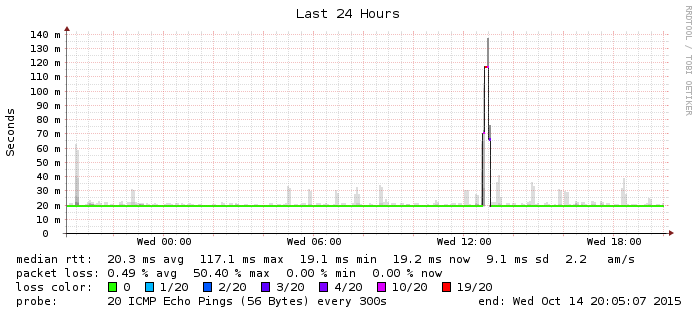 Last 24 Hours
RRDTOOL / TOBI OETIKER
Seconds
140 m
130 m
120 m
110 m
100 m
90 m
80 m
70 m
60 m
50 m
40 m
30 m
20 m
10 m
0
Wed 00:00 Wed 06:00 Wed 12:00 Wed 18:00
median rtt: 20.3 ms avg 117.1 ms max 19.1 ms min 19.2 ms now 9.1 ms sd 2.2 am/s
packet loss: 0.49 % avg 50.40 % max 0.00 % min 0.00 % now
loss color: 0 1/20 2/20 3/20 4/20 10/20 19/20
probe: 20 ICMP Echo Pings (56 Bytes) every 300s end: Wed Oct 14 20:05:07 2015